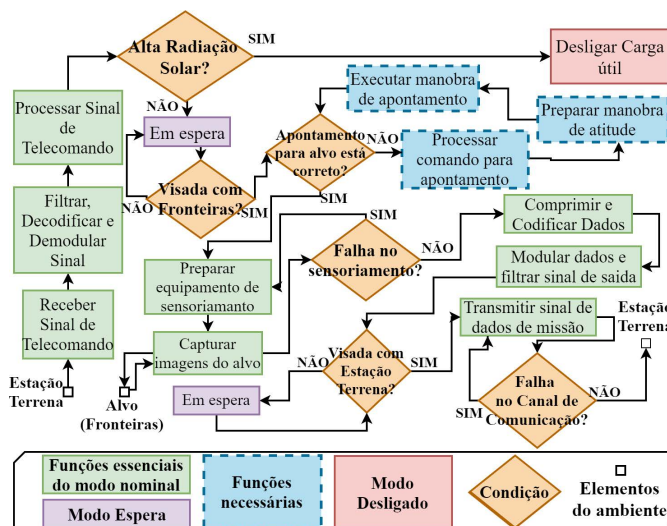 Alta Radiação
Solar?
SIM
Desligar Carga
útil
NÃO
Processar Sinal
de
Telecomando
Em espera
Executar manobra
de apontamento
Preparar manobra
de atitude
Apontamento
para alvo está
correto?
NÃO
Processar
comando para
apontamento
SIM
Visada com
Fronteiras?
NÃO
SIM
Filtrar,
Decodificar e
Demodular
Sinal
Receber
Sinal de
Telecomando
Estação
Terrena
Preparar
equipamento de
sensoriamanto
SIM
Falha no
sensoriamento?
NÃO
Comprimir e
Codificar Dados
Modular dados e
filtrar sinal de saida
Capturar
imagens do alvo
Alvo
(Fronteiras)
NÃO
Visada com
Estação
Terrena?
SIM
Em espera
Transmitir sinal de
dados de missão
Estação
Terrena
Falha
no Canal de
Comunicação?
SIM
NÃO
Funções essenciais
do modo nominal
Modo Espera
Funções
necessárias
Modo
Desligado
Condição
Elementos
do ambiente